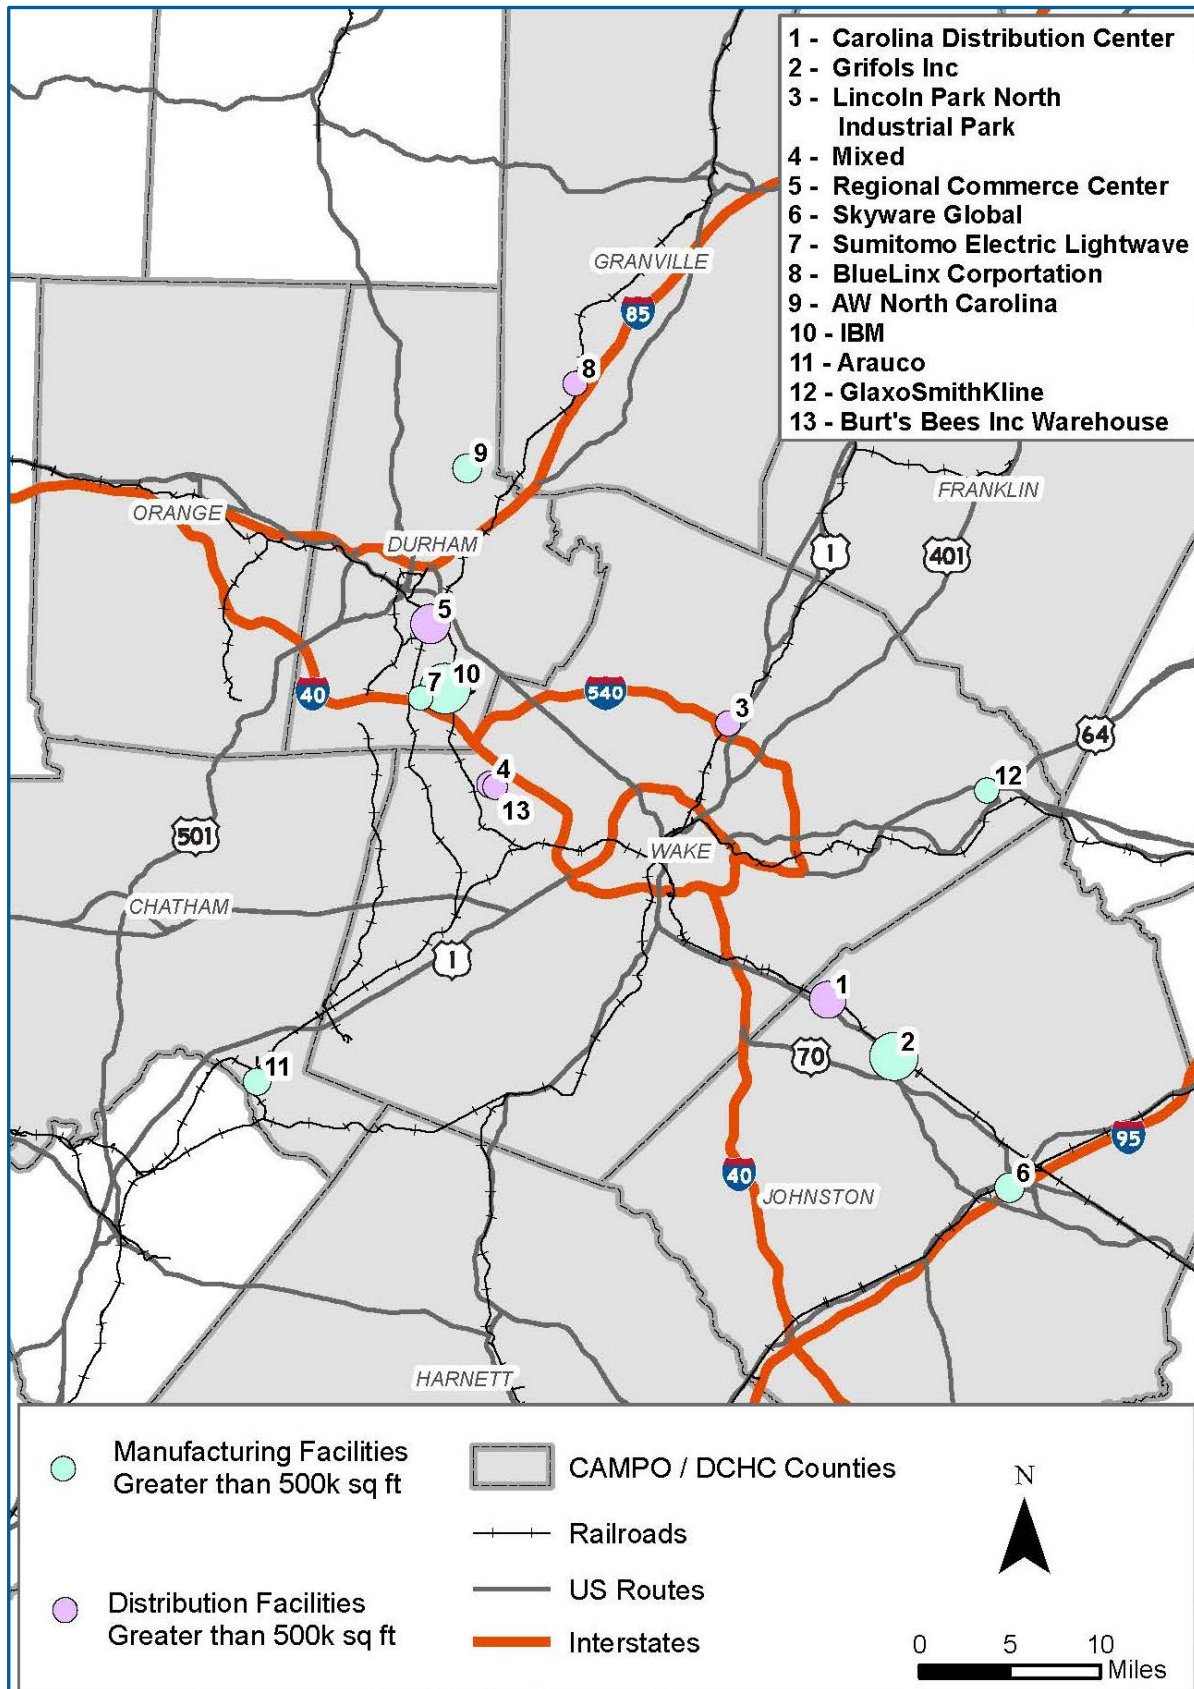 1 - Carolina Distribution Center
2 - Grifols Inc
3 - Lincoln Park North
Industrial Park
4 - Mixed
5 - Regional Commerce Center
6 - Skyware Global
7 - Sumitomo Electric Lightwave
8 - BlueLinx Corportation
9 - AW North Carolina
10 - IBM
11 - Arauco
12 - GlaxoSmithKline
13 - Burt's Bees Inc Warehouse
GRANVILLE
85
8
9
FRANKLIN
ORANGE
DURHAM
1
401
5
10
7
40
540
3
64
4
12
13
501
WAKE
CHATHAM
1
1
2
70
11
95
6
40
JOHNSTON
HARNETT
Manufacturing Facilities
Greater than 500k sq ft
CAMPO / DCHC Counties
Railroads
US Routes
Distribution Facilities
Greater than 500k sq ft
Interstates
N
0 5 10
Miles